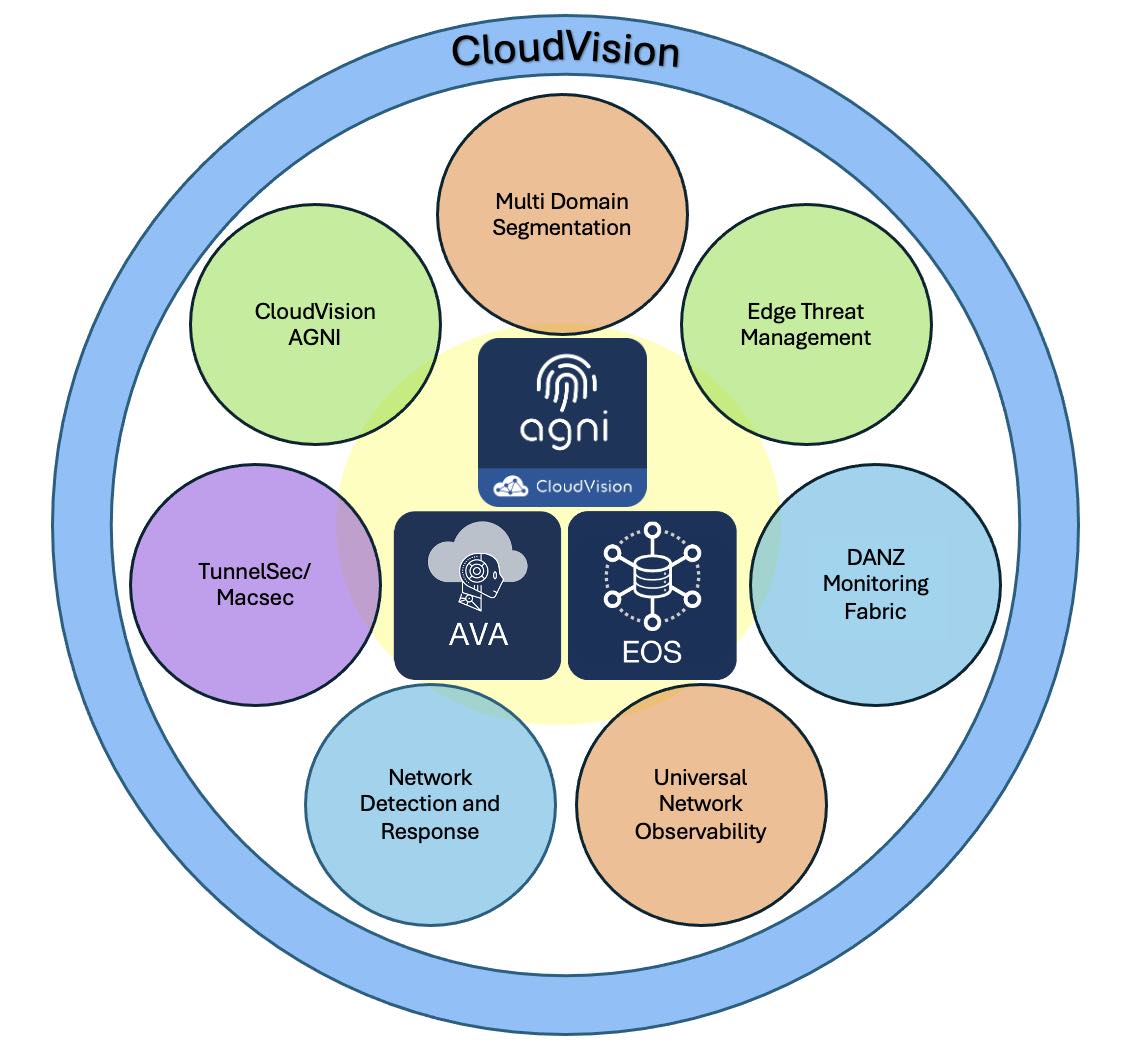 CloudVision
Multi Domain
Segmentation
CloudVision
AGNI
Edge Threat
Management
agni
CloudVision
TunnelSec/
Macsec
AVA
EOS
DANZ
Monitoring
Fabric
Network
Detection and
Response
Universal
Network
Observability